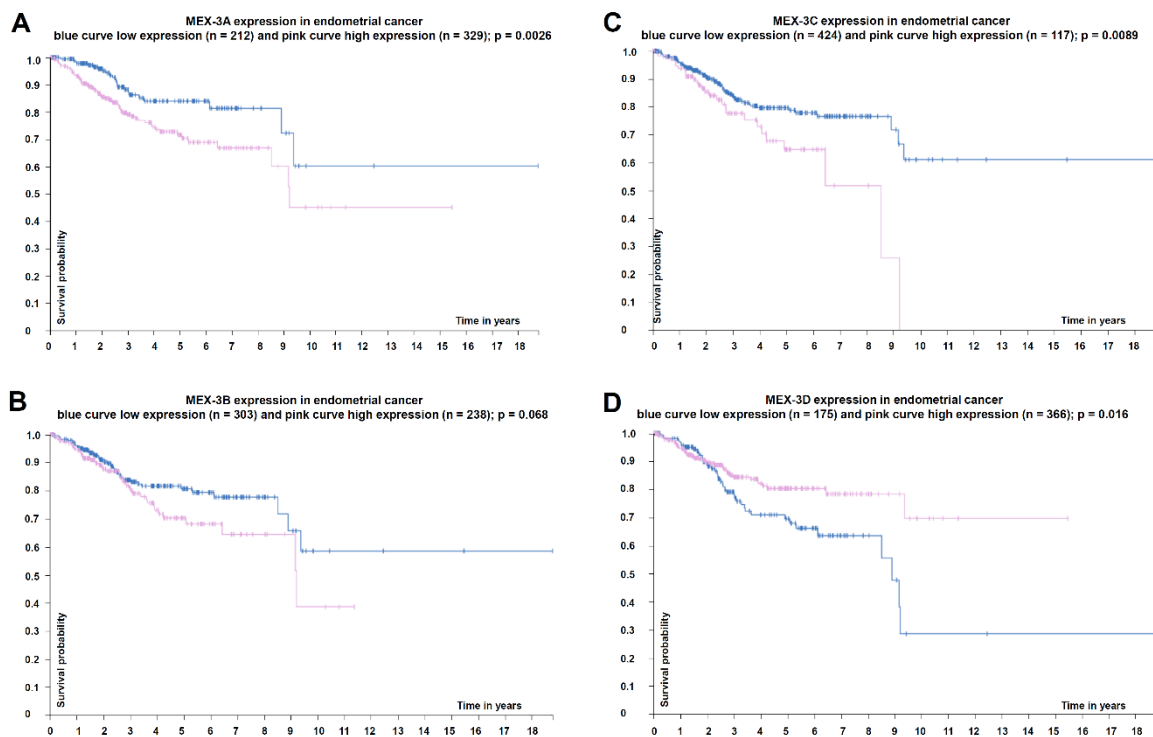 A
MEX-3A expression in endometrial cancer
blue curve low expression (n = 212) and pink curve high expression (n = 329); p = 0.0026
1.0
0.9
0.8
0.7
0.6
0.5
0.4
0.3
0.2
0.1
0
Survival probability
Time in years
0 1 2 3 4 5 6 7 8 9 10 11 12 13 14 15 16 17 18
B
MEX-3B expression in endometrial cancer
blue curve low expression (n = 303) and pink curve high expression (n = 238); p = 0.068
1.0
0.9
0.8
0.7
0.6
0.5
0.4
0.3
0.2
0.1
0
Survival probability
Time in years
0 1 2 3 4 5 6 7 8 9 10 11 12 13 14 15 16 17 18
C
MEX-3C expression in endometrial cancer
blue curve low expression (n = 424) and pink curve high expression (n = 117); p = 0.0089
1.0
0.9
0.8
0.7
0.6
0.5
0.4
0.3
0.2
0.1
0
Survival probability
Time in years
0 1 2 3 4 5 6 7 8 9 10 11 12 13 14 15 16 17 18
D
MEX-3D expression in endometrial cancer
blue curve low expression (n = 175) and pink curve high expression (n = 366); p = 0.016
1.0
0.9
0.8
0.7
0.6
0.5
0.4
0.3
0.2
0.1
0
Survival probability
Time in years
0 1 2 3 4 5 6 7 8 9 10 11 12 13 14 15 16 17 18